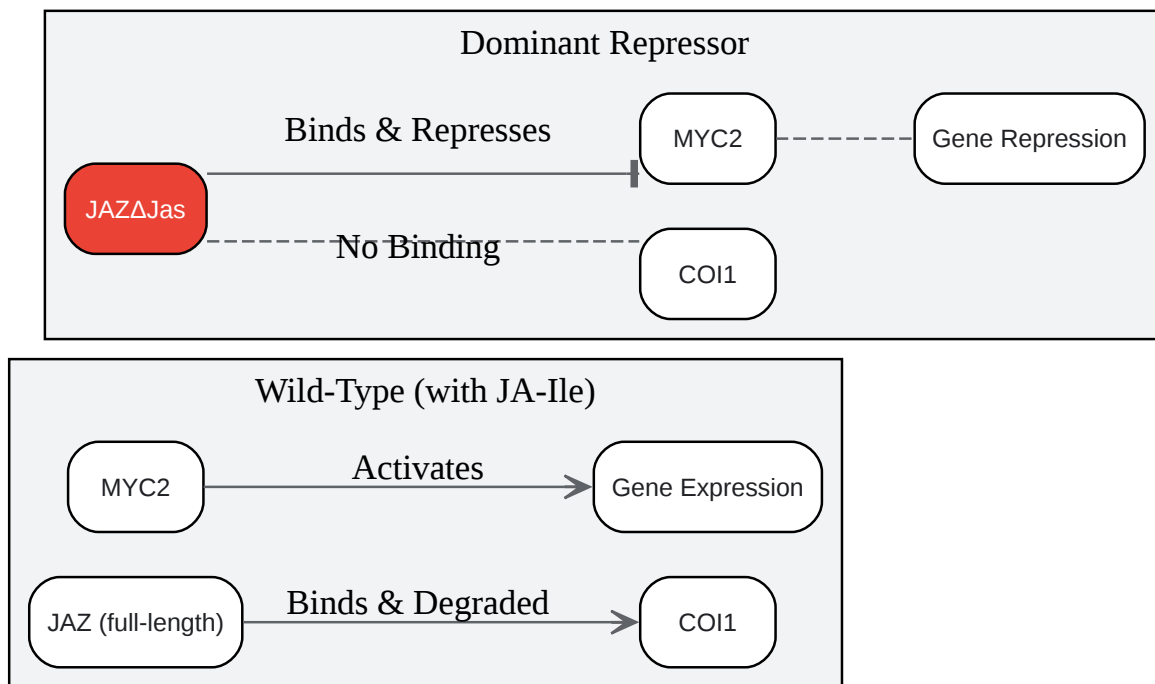 Dominant Repressor
Binds & Represses
MYC2
Gene Repression
JAZΔJas
No Binding
COI1
Wild-Type (with JA-Ile)
MYC2
Activates
Gene Expression
JAZ (full-length)
Binds & Degraded
COI1